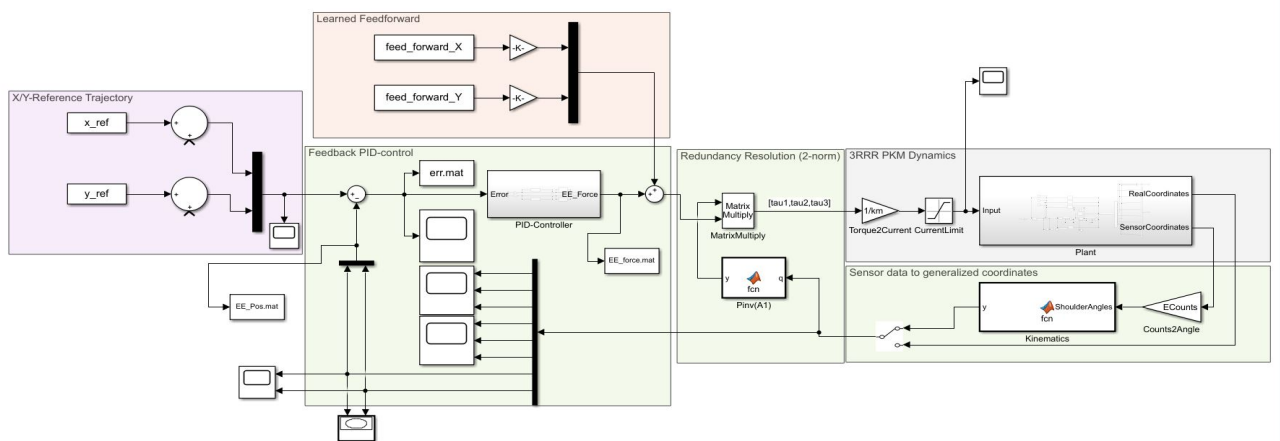 Learned Feedforward
feed_forward_X
-K-
feed_forward_Y
-K-
X/Y-Reference Trajectory
x_ref
y_ref
EE_Pos.mat
Feedback PID-control
err.mat
Error
EE_Force
PID-Controller
EE_force.mat
Redundancy Resolution (2-norm)
Matrix
Multiply
MatrixMultiply
[tau1,tau2,tau3]
y
fcn
q
Pinv(A1)
3RRR PKM Dynamics
1/km
Torque2Current
CurrentLimit
Input
RealCoordinates
SensorCoordinates
Plant
Sensor data to generalized coordinates
y
fcn
ShoulderAngles
Kinematics
ECounts
Counts2Angle